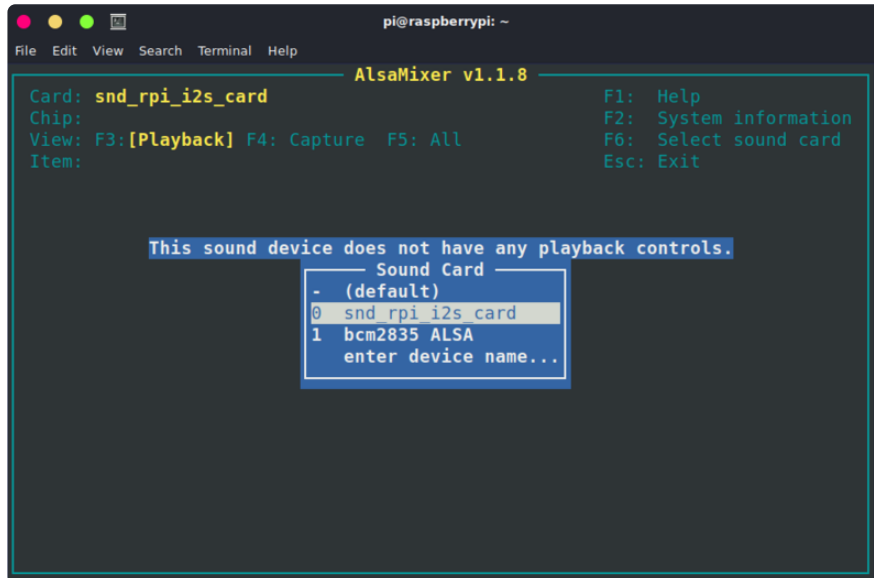 pi@raspberrypi: ~
File Edit View Search Terminal Help
AlsaMixer v1.1.8
Card: snd_rpi_i2s_card F1: Help
Chip: F2: System information
View: F3:[Playback] F4: Capture F5: All F6: Select sound card
Item: Esc: Exit
This sound device does not have any playback controls.
Sound Card
- (default)
0 snd_rpi_i2s_card
1 bcm2835 ALSA
enter device name...